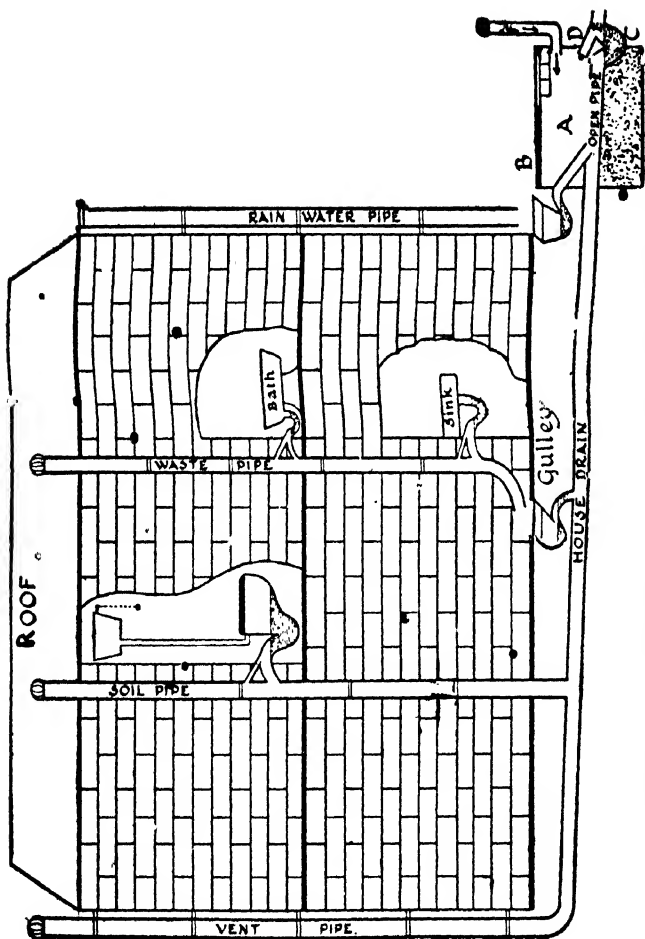 D
C
B
A
OPEN PIPE
RAIN WATER PIPE
Bath
Sink
Gulley
WASTE PIPE
HOUSE DRAIN
ROOF
SOIL PIPE
VENT PIPE.